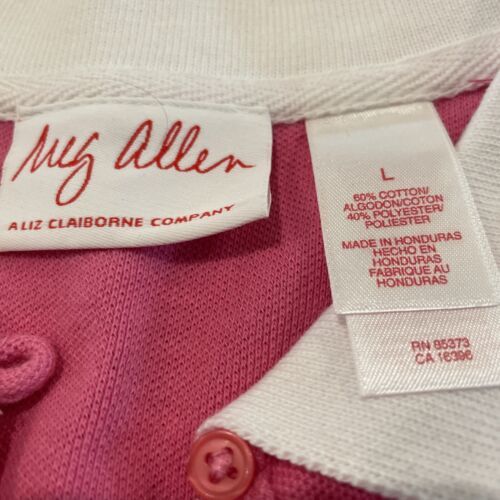 Meg Allen
A LIZ CLAIBORNE COMPANY
L
60% COTTON/
ALGODON/COTON
40% POLYESTER/
POLIESTER
MADE IN HONDURAS
HECHO EN
HONDURAS
FABRIQUE AU
HONDURAS
RN 85373
CA 16396